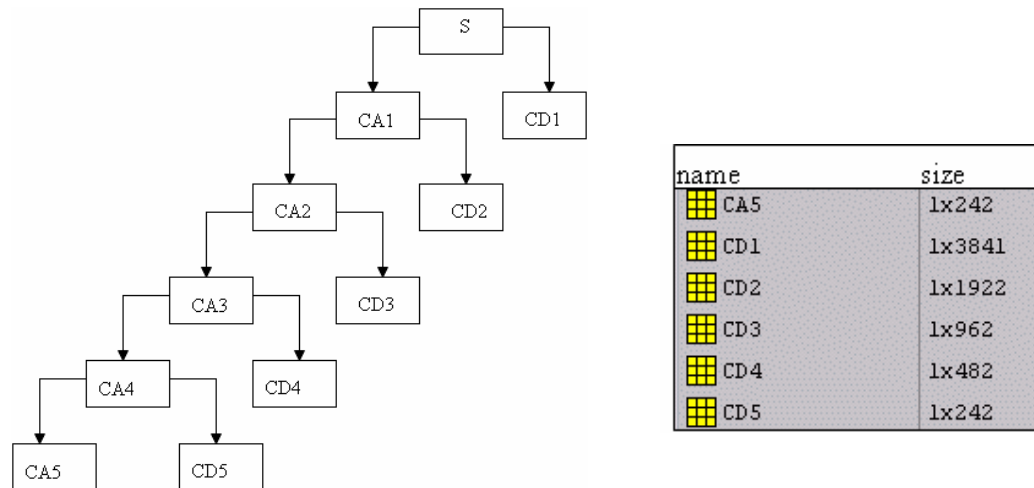 S
CA1
CD1
CA2
CD2
CA3
CD3
CA4
CD4
CA5
CD5
name size
CA5 1x242
CD1 1x3841
CD2 1x1922
CD3 1x962
CD4 1x482
CD5 1x242